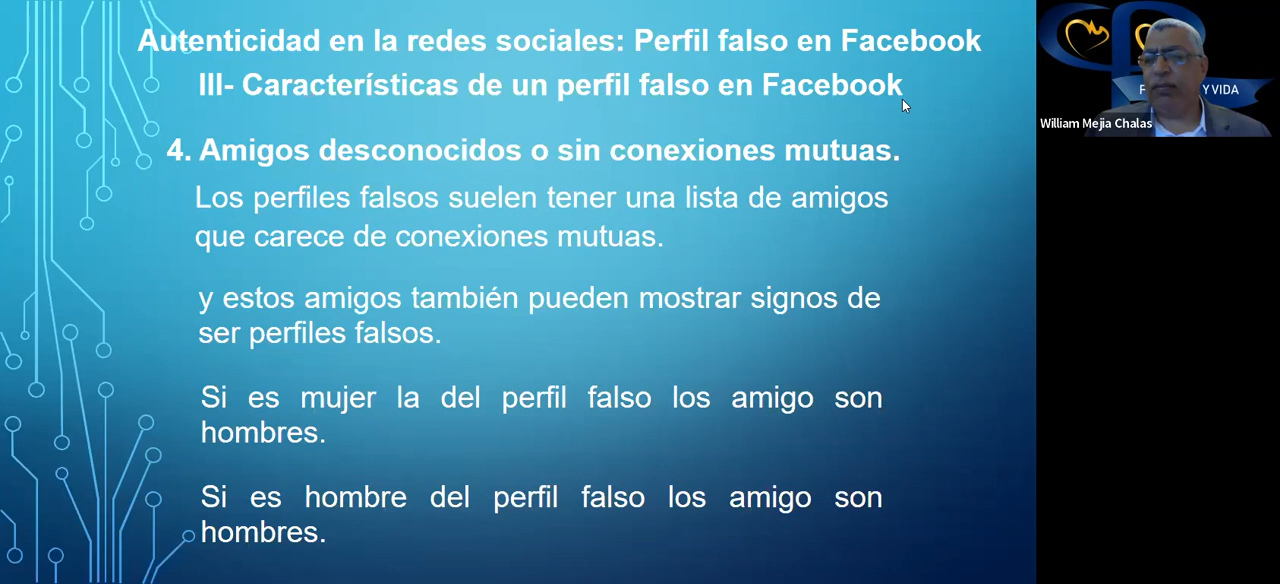 Autenticidad en la redes sociales: Perfil falso en Facebook
III- Características de un perfil falso en Facebook
4. Amigos desconocidos o sin conexiones mutuas.
Los perfiles falsos suelen tener una lista de amigos
que carece de conexiones mutuas.
y estos amigos también pueden mostrar signos de
ser perfiles falsos.
Si es mujer la del perfil falso los amigo son
hombres.
Si es hombre del perfil falso los amigo son
hombres.
Y VIDA
William Mejia Chalas